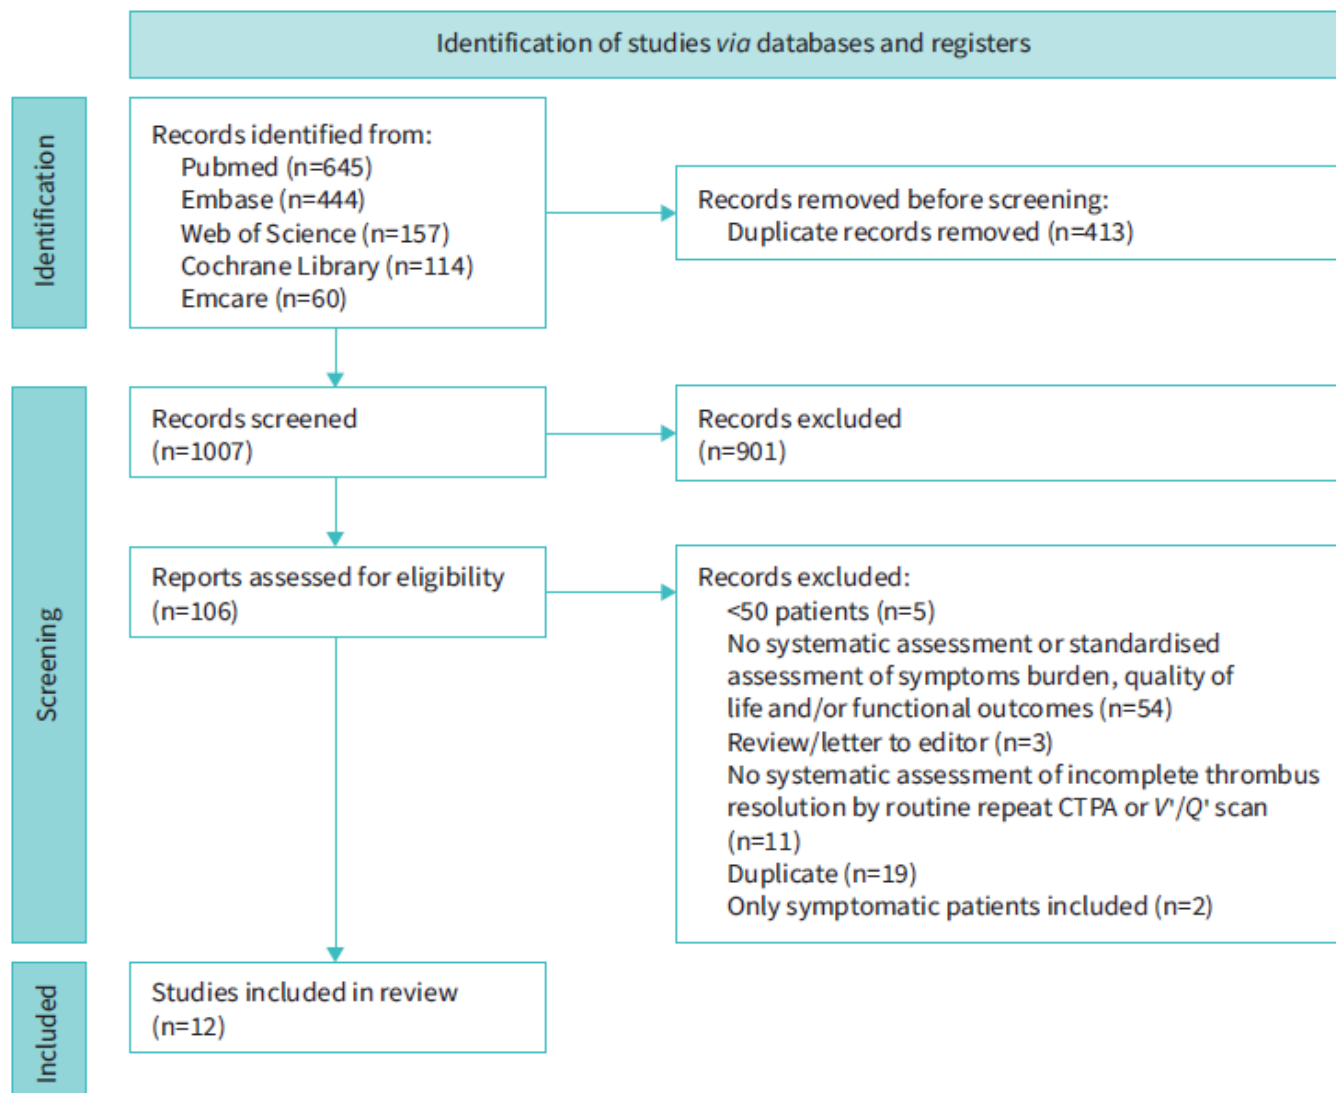 Identification of studies via databases and registers
Identification
Records identified from:
Pubmed (n=645)
Embase (n=444)
Web of Science (n=157)
Cochrane Library (n=114)
Emcare (n=60)
Records removed before screening:
Duplicate records removed (n=413)
Screening
Records screened
(n=1007)
Records excluded
(n=901)
Reports assessed for eligibility
(n=106)
Records excluded:
<50 patients (n=5)
No systematic assessment or standardised
assessment of symptoms burden, quality of
life and/or functional outcomes (n=54)
Review/letter to editor (n=3)
No systematic assessment of incomplete thrombus
resolution by routine repeat CTPA or V'/Q' scan
(n=11)
Duplicate (n=19)
Only symptomatic patients included (n=2)
Included
Studies included in review
(n=12)